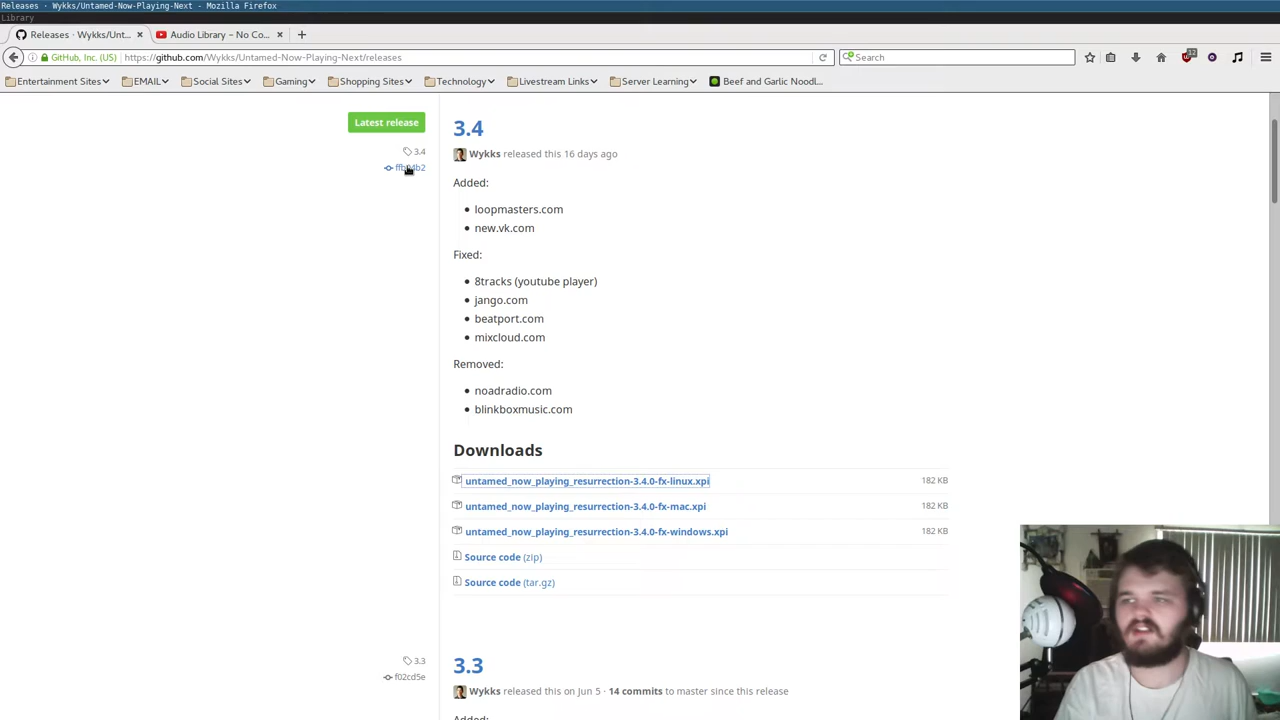 Releases · Wykks/Untamed-Now-Playing-Next - Mozilla Firefox
Library
Releases · Wykks/Unt...
Audio Library – No Co...
GitHub, Inc. (US)
https://github.com/Wykks/Untamed-Now-Playing-Next/releases
Search
12
Entertainment Sites
EMAIL
Social Sites
Gaming
Shopping Sites
Technology
Livestream Links
Server Learning
Beef and Garlic Noodl...
Latest release
3.4
3.4
Wykks released this 16 days ago
Added:
loopmasters.com
new.vk.com
Fixed:
8tracks (youtube player)
jango.com
beatport.com
mixcloud.com
Removed:
noadradio.com
blinkboxmusic.com
Downloads
untamed_now_playing_resurrection-3.4.0-fx-linux.xpi
182 KB
untamed_now_playing_resurrection-3.4.0-fx-mac.xpi
182 KB
untamed_now_playing_resurrection-3.4.0-fx-windows.xpi
182 KB
Source code (zip)
Source code (tar.gz)
3.3
f02cd5e
3.3
Wykks released this on Jun 5 · 14 commits to master since this release
Added: